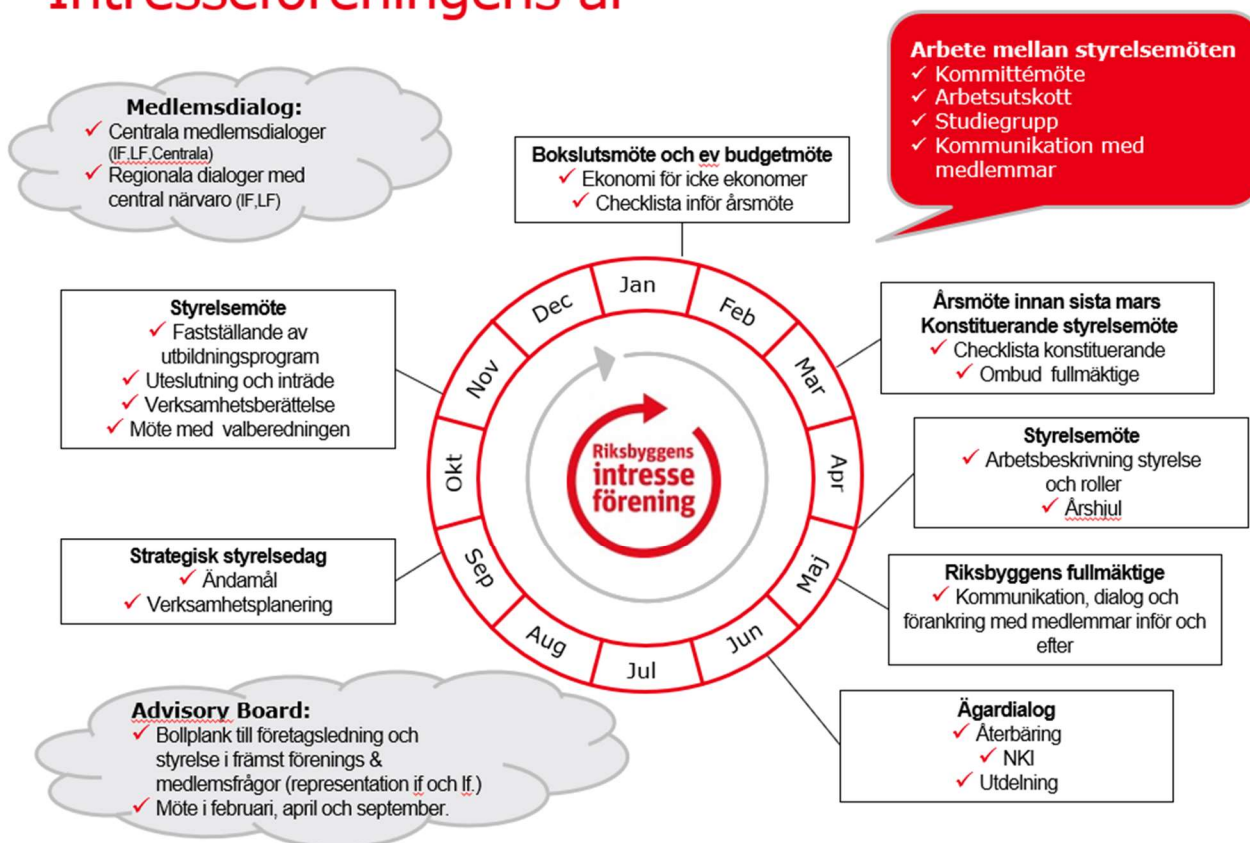 Intresseföreningens år
Arbete mellan styrelsemöten
✓ Kommittémöte
✓ Arbetsutskott
✓ Studiegrupp
✓ Kommunikation med
medlemmar
Medlemsdialog:
✓ Centrala medlemsdialoger
(IF,LF,Centrala)
✓ Regionala dialoger med
central närvaro (IF,LF)
Bokslutsmöte och ev budgetmöte
✓ Ekonomi för icke ekonomer
✓ Checklista inför årsmöte
Årsmöte innan sista mars
Konstituerande styrelsemöte
✓ Checklista konstituerande
✓ Ombud fullmäktige
Styrelsemöte
✓ Arbetsbeskrivning styrelse
och roller
✓ Årshjul
Riksbyggens fullmäktige
✓ Kommunikation, dialog och
förankring med medlemmar inför och
efter
Ägardialog
✓ Återbäring
✓ NKI
✓ Utdelning
Styrelsemöte
✓ Fastställande av
utbildningsprogram
✓ Uteslutning och inträde
✓ Verksamhetsberättelse
✓ Möte med valberedningen
Strategisk styrelsedag
✓ Ändamål
✓ Verksamhetsplanering
Advisory Board:
✓ Bollplank till företagsledning och
styrelse i främst förenings &
medlemsfrågor (representation if och lf.)
✓ Möte i februari, april och september.
Jan
Feb
Mar
Apr
Maj
Jun
Jul
Aug
Sep
Okt
Nov
Dec
Riksbyggens
intresse
förening